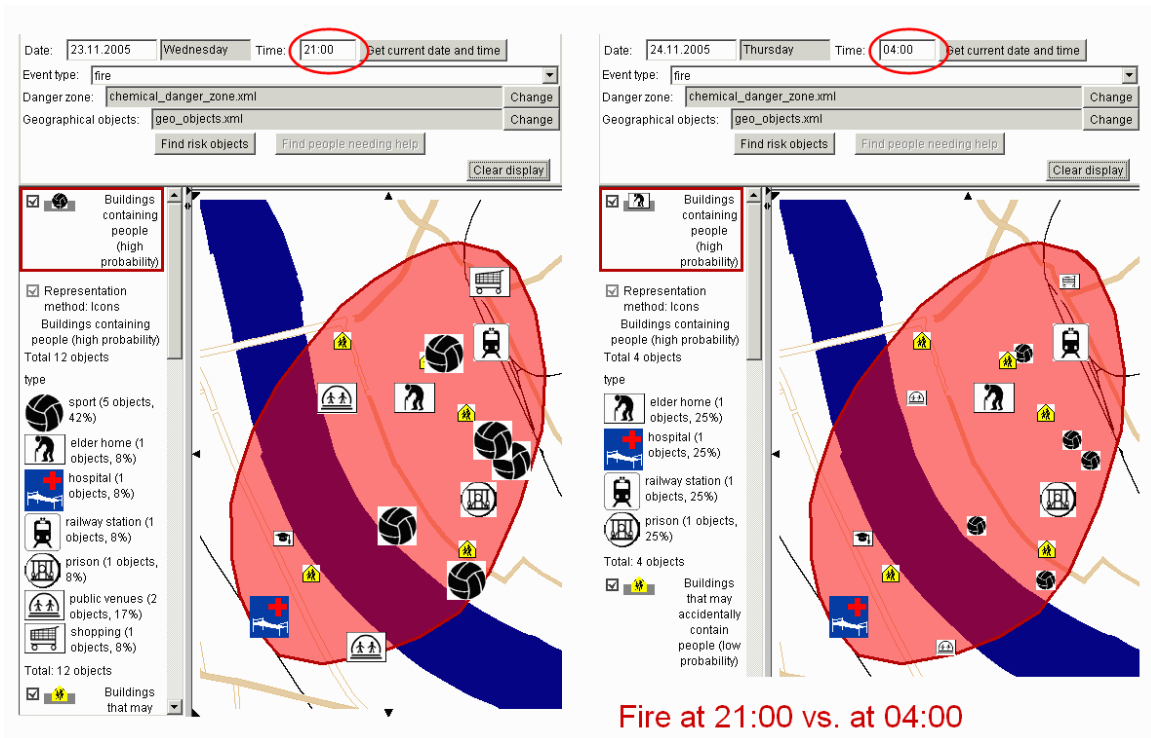 Date: 23.11.2005 Wednesday Time: 21:00 Get current date and time
Event type: fire
Danger zone: chemical_danger_zone.xml Change
Geographical objects: geo_objects.xml Change
Find risk objects Find people needing help
Clear display
Buildings
containing
people
(high
probability)
Representation
method: Icons
Buildings containing
people (high probability)
Total 12 objects
type
sport (5 objects,
42%)
elder home (1
objects, 8%)
hospital (1
objects, 8%)
railway station (1
objects, 8%)
prison (1 objects,
8%)
public venues (2
objects, 17%)
shopping (1
objects, 8%)
Total: 12 objects
Buildings
that may
Date: 24.11.2005 Thursday Time: 04:00 Get current date and time
Event type: fire
Danger zone: chemical_danger_zone.xml Change
Geographical objects: geo_objects.xml Change
Find risk objects Find people needing help
Clear display
Buildings
containing
people
(high
probability)
Representation
method: Icons
Buildings containing
people (high probability)
Total 4 objects
type
elder home (1
objects, 25%)
hospital (1
objects, 25%)
railway station (1
objects, 25%)
prison (1 objects,
25%)
Total: 4 objects
Buildings
that may
accidentally
contain
people (low
probability)
Fire at 21:00 vs. at 04:00